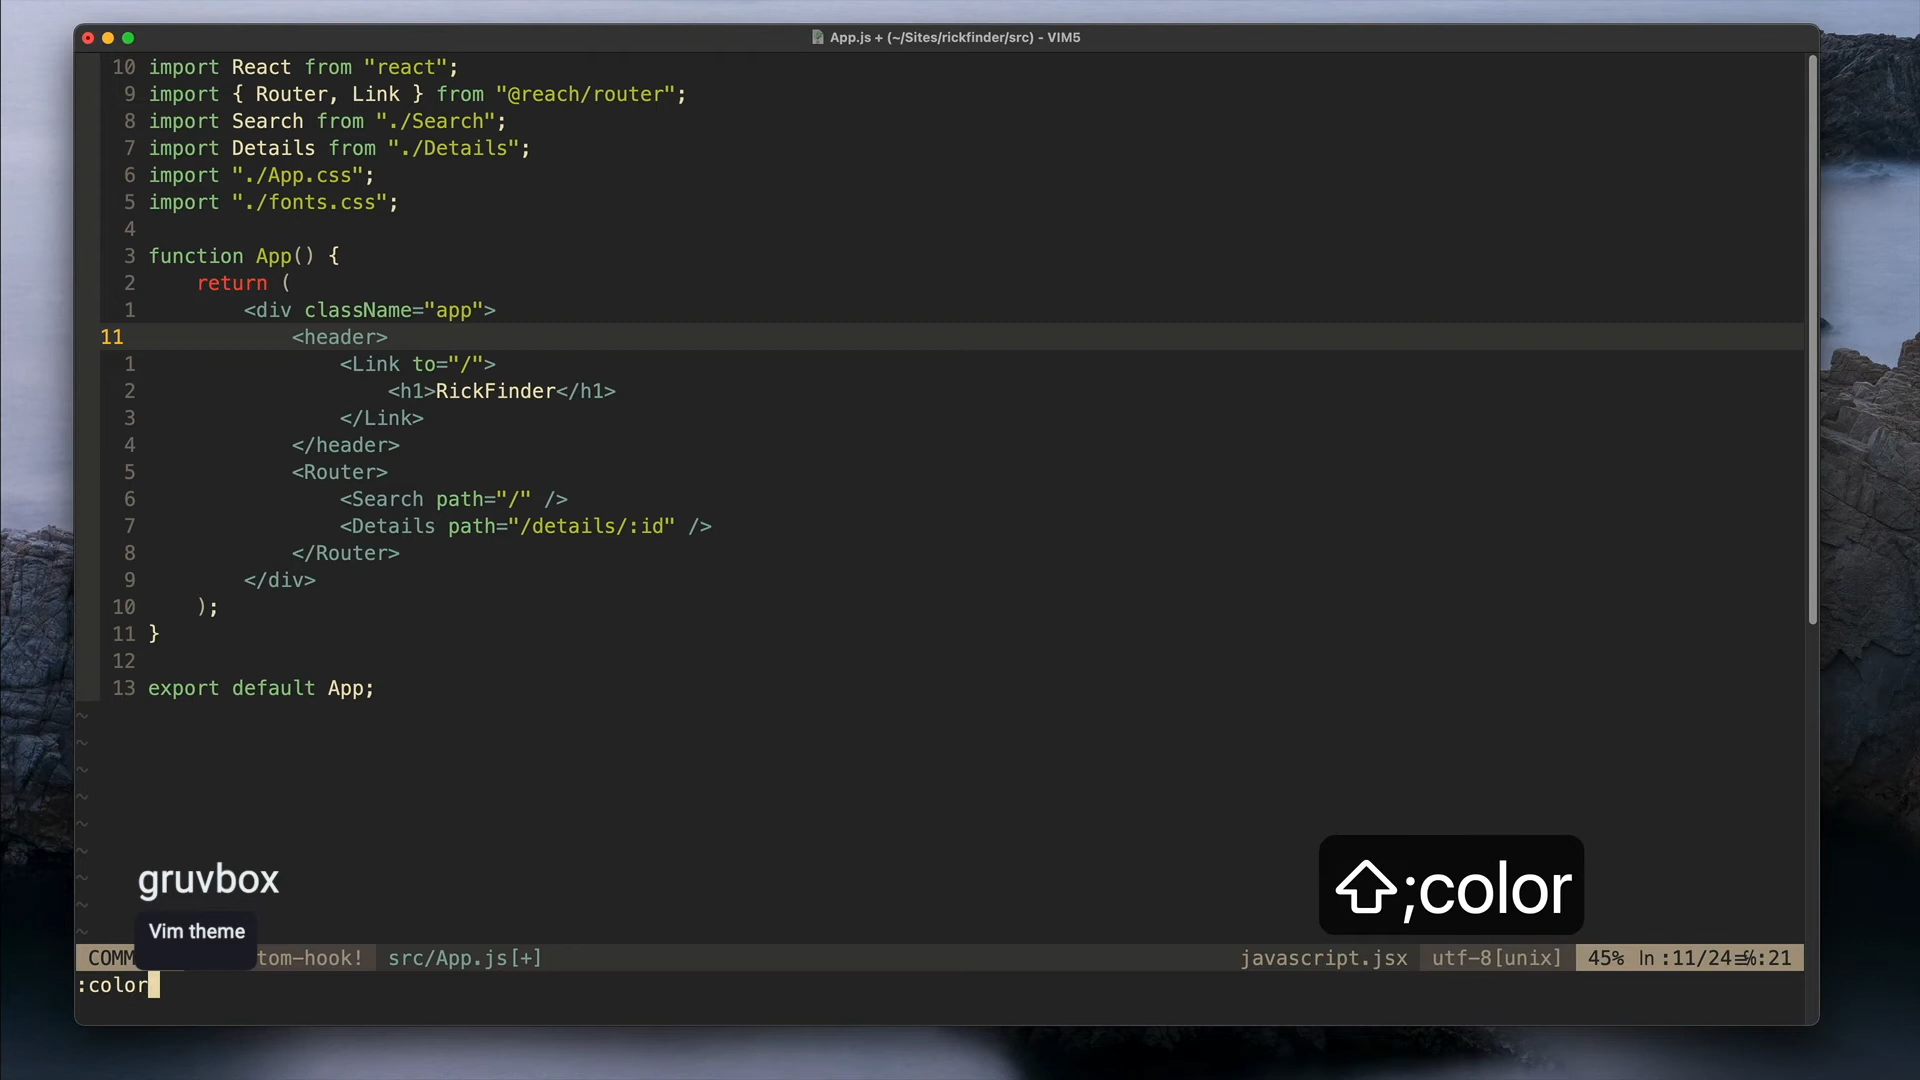 App.js + (~/Sites/rickfinder/src) - VIM5
10 import React from "react";
9 import { Router, Link } from "@reach/router";
8 import Search from "./Search";
7 import Details from "./Details";
6 import "./App.css";
5 import "./fonts.css";
4
3 function App() {
2     return (
1         <div className="app">
11             <header>
1                 <Link to="/">
2                     <h1>RickFinder</h1>
3                 </Link>
4             </header>
5             <Router>
6                 <Search path="/" />
7                 <Details path="/details/:id" />
8             </Router>
9         </div>
10     );
11 }
12
13 export default App;
~
~
~
~
~
~
~
~
~
gruvbox
⇧;color
Vim theme
COMM tom-hook! src/App.js[+] javascript.jsx utf-8[unix] 45% ln :11/24≡%:21
:color